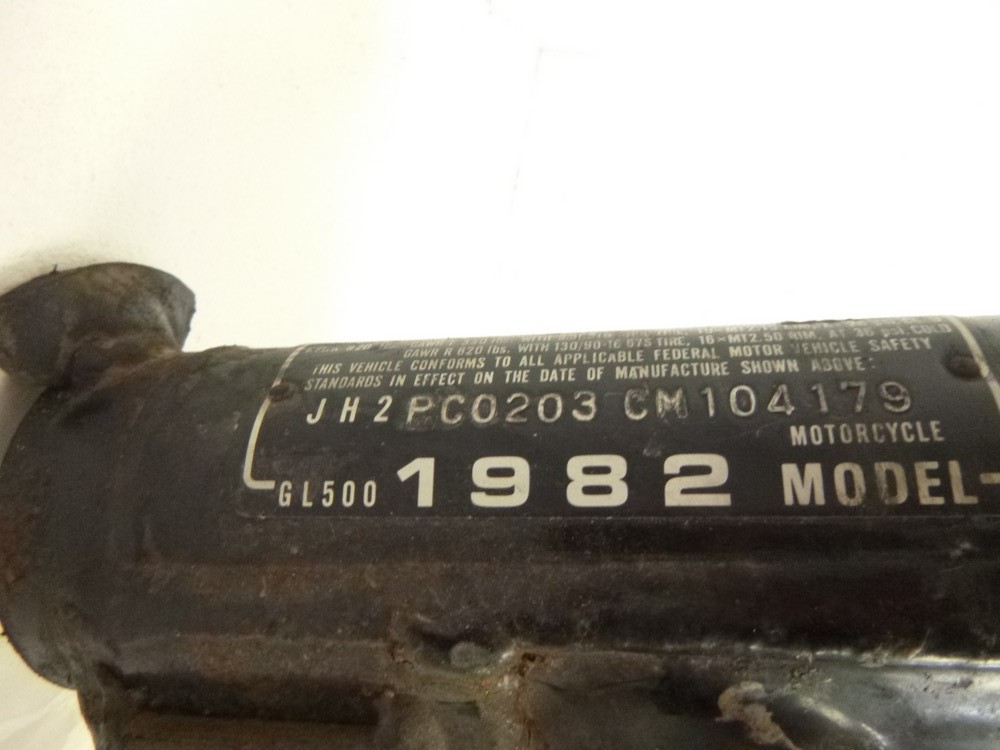 GAWR R 620 lbs. WITH 130/90-16 67S TIRE, 16×MT2.50 RIM, AT 36 PSI COLD
THIS VEHICLE CONFORMS TO ALL APPLICABLE FEDERAL MOTOR VEHICLE SAFETY
STANDARDS IN EFFECT ON THE DATE OF MANUFACTURE SHOWN ABOVE:
JH2PC0203 CM104179
MOTORCYCLE
GL500 1982 MODEL-